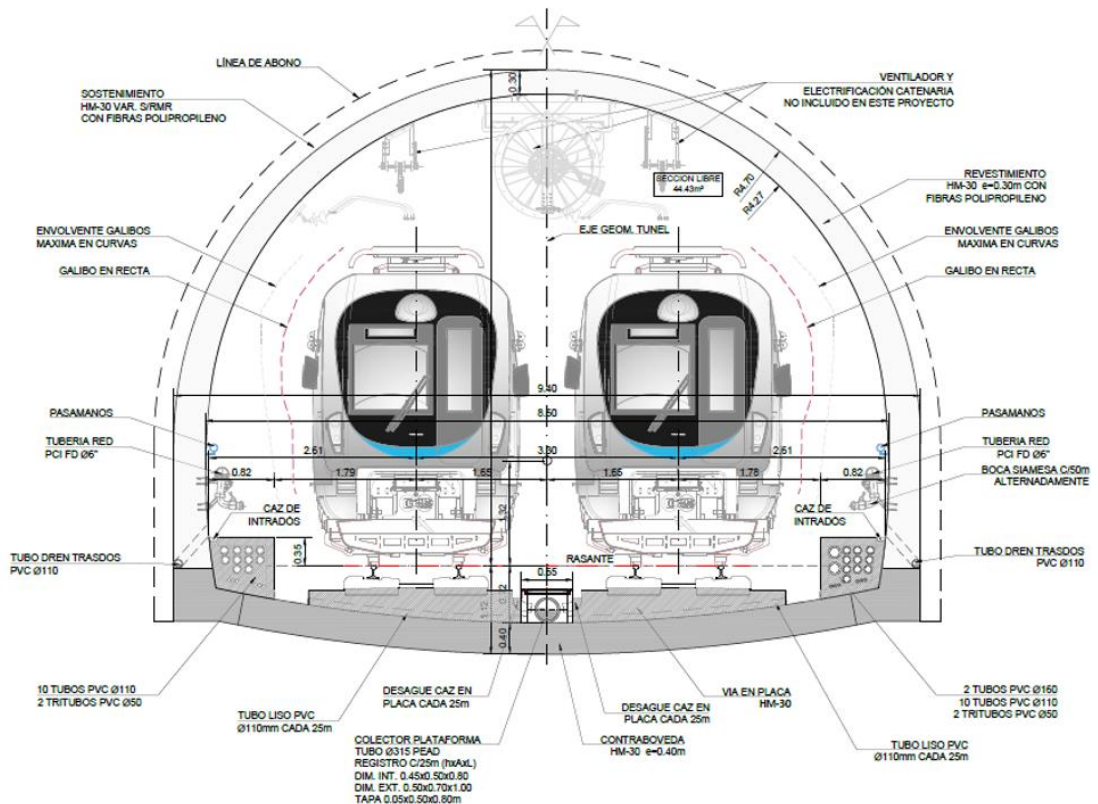 LÍNEA DE ABONO
SOSTENIMIENTO
HM-30 VAR. S/RMR
CON FIBRAS POLIPROPILENO
0.30
VENTILADOR Y
ELECTRIFICACIÓN CATENARIA
NO INCLUIDO EN ESTE PROYECTO
SECCION LIBRE
44.43m²
R4.70
R4.27
REVESTIMIENTO
HM-30 e=0.30m CON
FIBRAS POLIPROPILENO
EJE GEOM. TUNEL
ENVOLVENTE GALIBOS
MAXIMA EN CURVAS
GALIBO EN RECTA
ENVOLVENTE GALIBOS
MAXIMA EN CURVAS
GALIBO EN RECTA
9.40
PASAMANOS
PASAMANOS
TUBERIA RED
PCI FD Ø6"
TUBERIA RED
PCI FD Ø6"
2.61
2.61
0.82
1.79
1.65
1.65
1.78
0.82
BOCA SIAMESA C/50m
ALTERNADAMENTE
1.32
CAZ DE
INTRADÓS
CAZ DE
INTRADÓS
0.35
RASANTE
TUBO DREN TRASDOS
PVC Ø110
TUBO DREN TRASDOS
PVC Ø110
0.55
1.12
0.40
10 TUBOS PVC Ø110
2 TRITUBOS PVC Ø50
TUBO LISO PVC
Ø110mm CADA 25m
DESAGUE CAZ EN
PLACA CADA 25m
COLECTOR PLATAFORMA
TUBO Ø315 PEAD
REGISTRO C/25m (hxAxL)
DIM. INT. 0.45x0.50x0.80
DIM. EXT. 0.50x0.70x1.00
TAPA 0.05x0.50x0.80m
DESAGUE CAZ EN
PLACA CADA 25m
CONTRABOVEDA
HM-30 e=0.40m
VIA EN PLACA
HM-30
2 TUBOS PVC Ø160
10 TUBOS PVC Ø110
2 TRITUBOS PVC Ø50
TUBO LISO PVC
Ø110mm CADA 25m